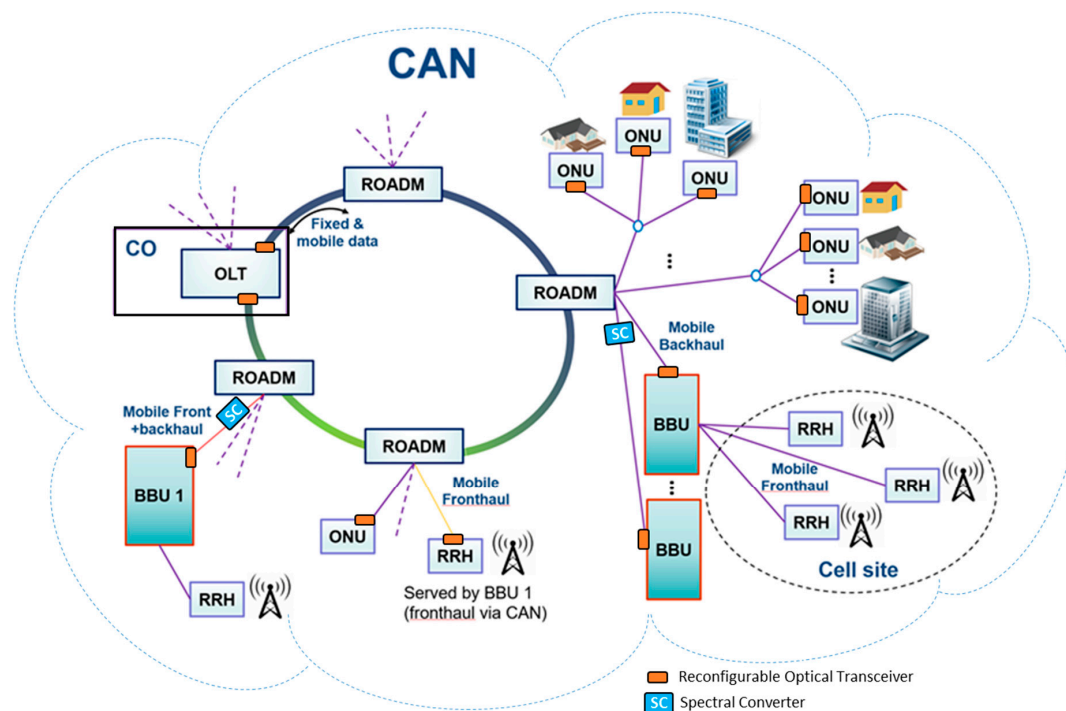 CAN
ROADM
Fixed &
mobile data
CO
OLT
ROADM
ONU
ONU
ONU
ONU
ONU
ONU
ROADM
Mobile Front
+backhaul
SC
BBU 1
RRH
ROADM
Mobile
Fronthaul
ONU
RRH
Served by BBU 1
(fronthaul via CAN)
SC
Mobile
Backhaul
BBU
BBU
RRH
RRH
Mobile
Fronthaul
RRH
Cell site
Reconfigurable Optical Transceiver
SC
Spectral Converter